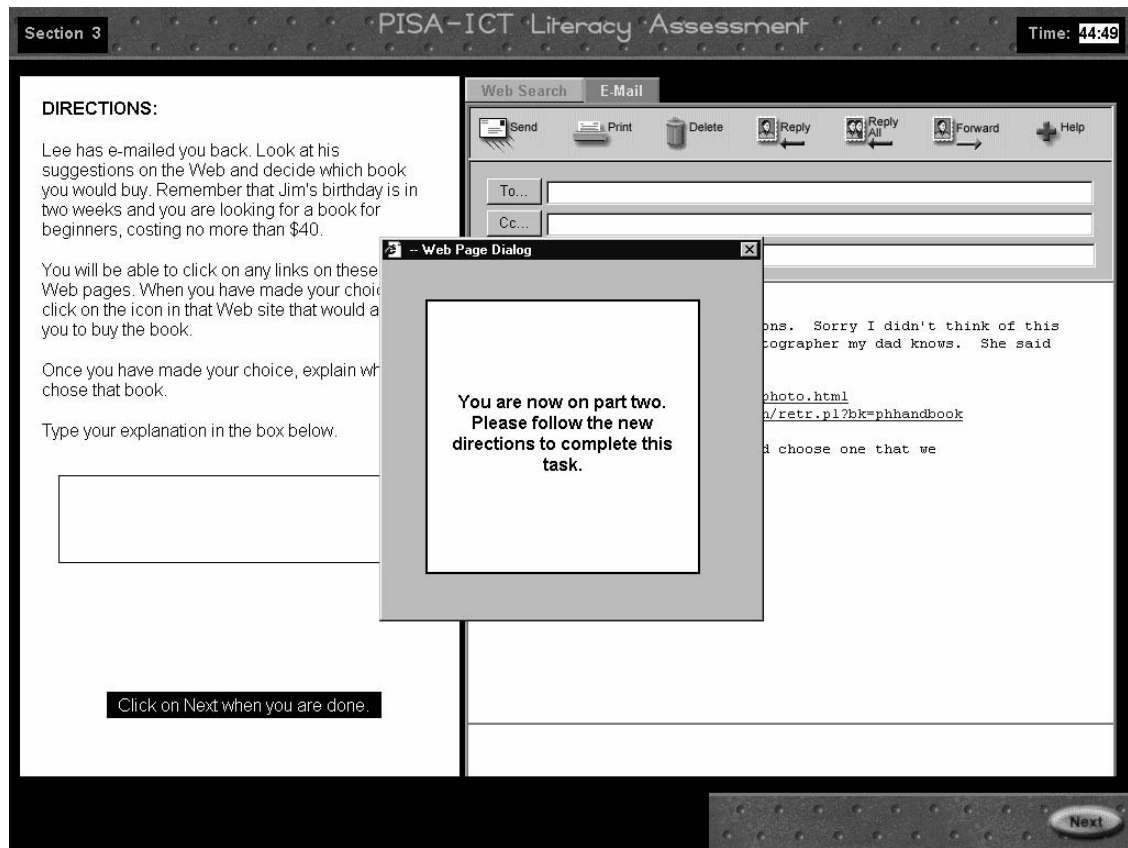 Section 3
PISA-ICT Literacy Assessment
Time: 44:49
DIRECTIONS:
Lee has e-mailed you back. Look at his
suggestions on the Web and decide which book
you would buy. Remember that Jim's birthday is in
two weeks and you are looking for a book for
beginners, costing no more than $40.
You will be able to click on any links on these
Web pages. When you have made your
click on the icon in that Web site that would
you to buy the book.
Once you have made your choice, explain
chose that book.
Type your explanation in the box below.
Click on Next when you are done.
Web Search
E-Mail
Send
Print
Delete
Reply
Reply
All
Forward
Help
To...
Cc...
-- Web Page Dialog
You are now on part two.
Please follow the new
directions to complete this
task.
Sorry I didn't think of this
my dad knows. She said
photo.html
/retr.pl?bk=phhandbook
choose one that we
Next